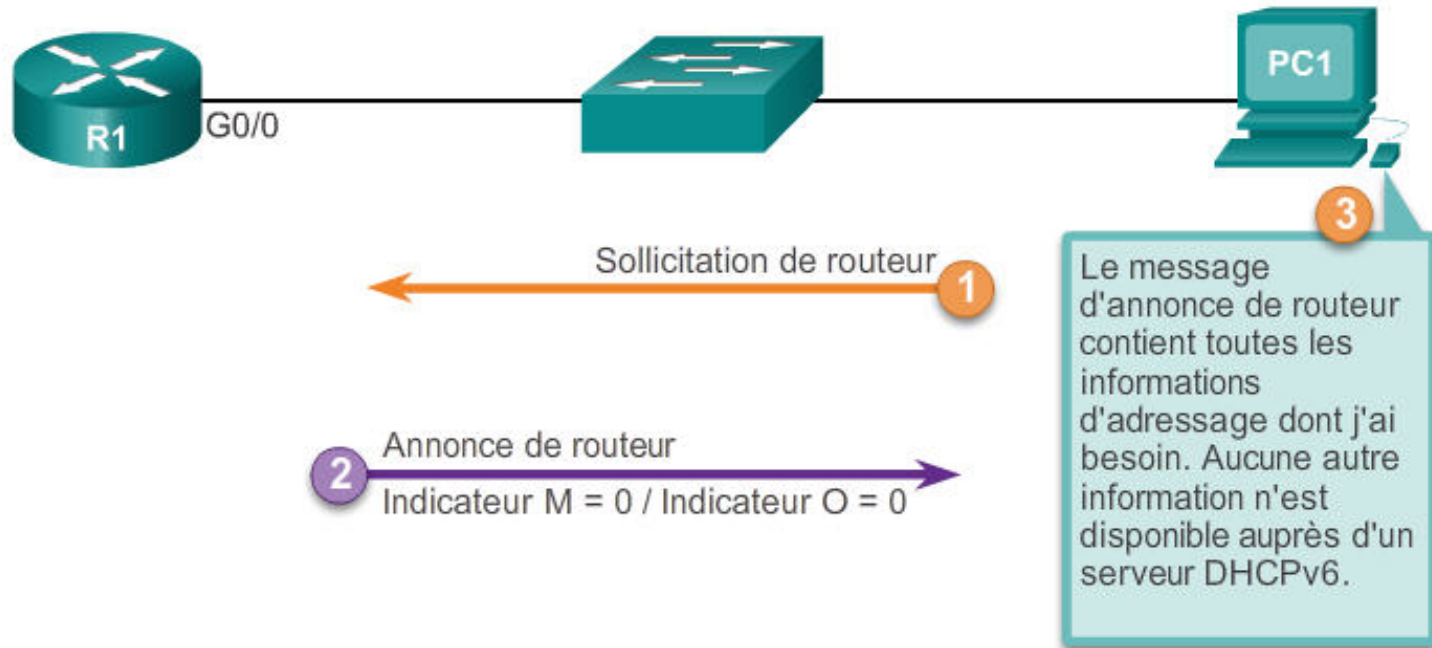 R1
G0/0
PC1
Sollicitation de routeur
1
2
Annonce de routeur
Indicateur M = 0 / Indicateur O = 0
3
Le message
d'annonce de routeur
contient toutes les
informations
d'adressage dont j'ai
besoin. Aucune autre
information n'est
disponible auprès d'un
serveur DHCPv6.